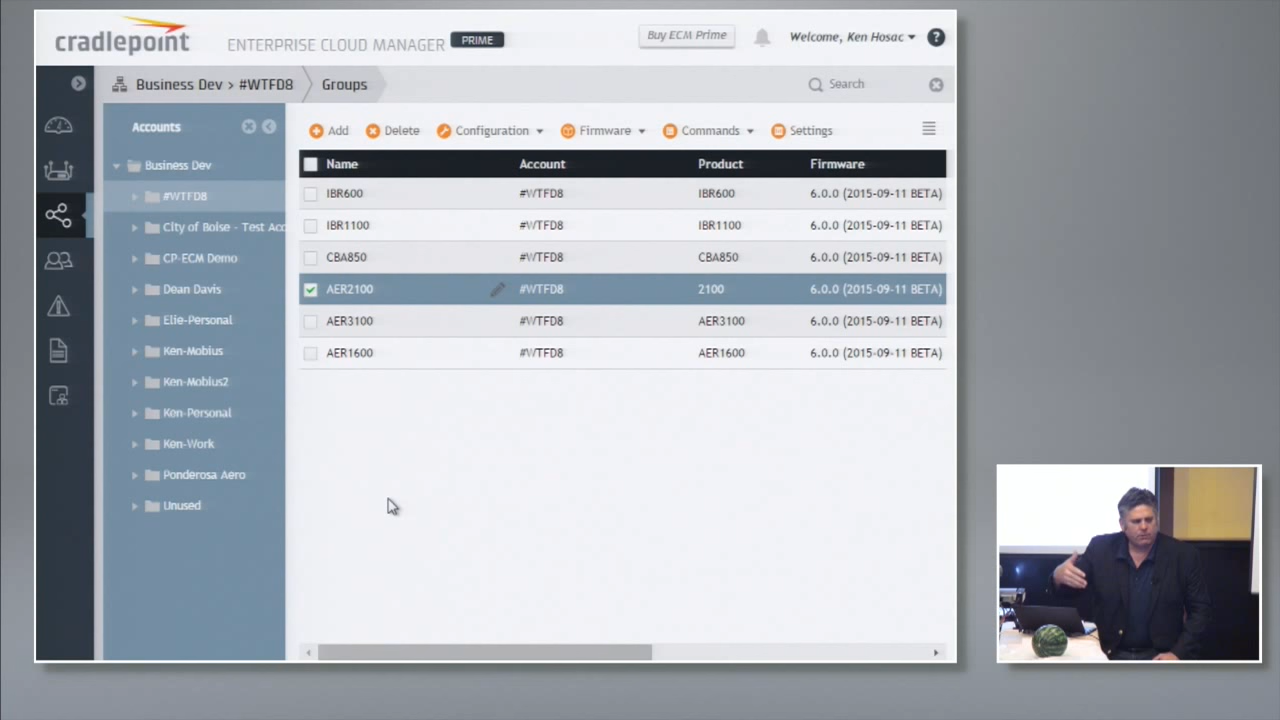 cradlepoint
ENTERPRISE CLOUD MANAGER PRIME
Buy ECM Prime
Welcome, Ken Hosac
?
Business Dev > #WTFD8 Groups
Search
Accounts
Business Dev
#WTFD8
City of Boise - Test Acc
CP-ECM Demo
Dean Davis
Elie-Personal
Ken-Mobius
Ken-Mobius2
Ken-Personal
Ken-Work
Ponderosa Aero
Unused
Add Delete Configuration Firmware Commands Settings
Name Account Product Firmware
IBR600 #WTFD8 IBR600 6.0.0 (2015-09-11 BETA)
IBR1100 #WTFD8 IBR1100 6.0.0 (2015-09-11 BETA)
CBA850 #WTFD8 CBA850 6.0.0 (2015-09-11 BETA)
AER2100 #WTFD8 2100 6.0.0 (2015-09-11 BETA)
AER3100 #WTFD8 AER3100 6.0.0 (2015-09-11 BETA)
AER1600 #WTFD8 AER1600 6.0.0 (2015-09-11 BETA)